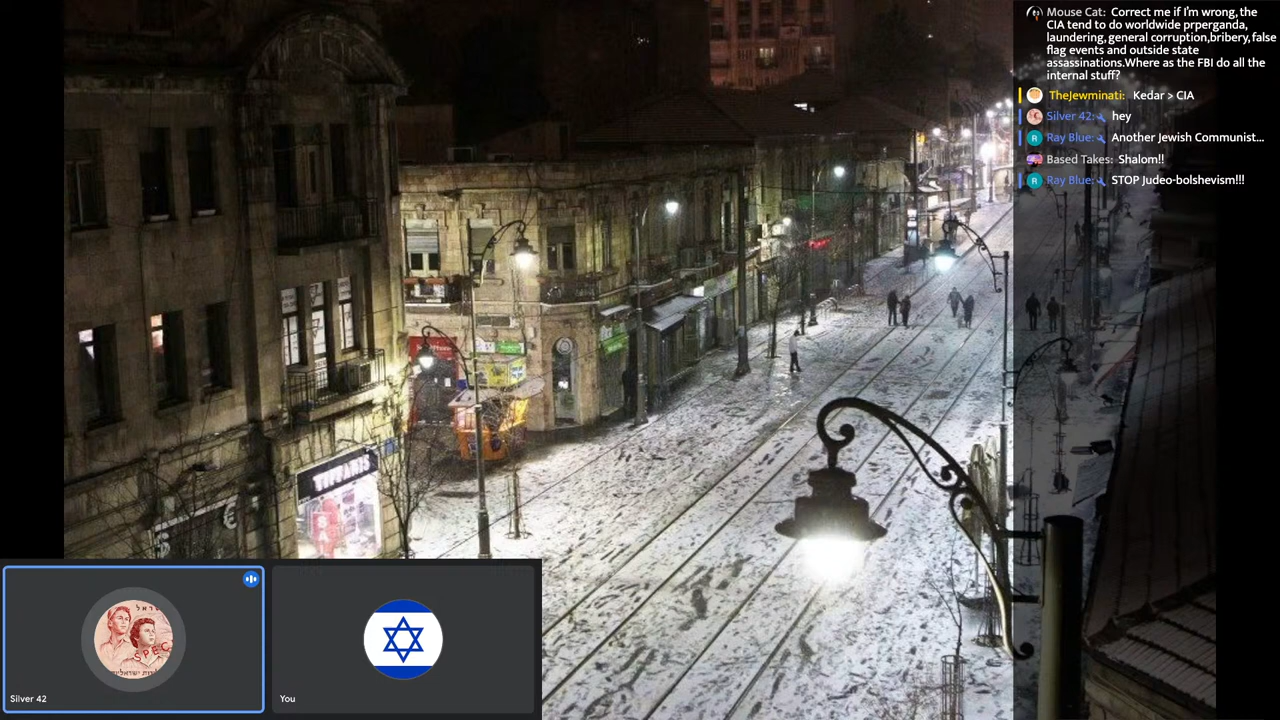 Mouse Cat: Correct me if I'm wrong, the
CIA tend to do worldwide prperganda,
laundering, general corruption,bribery, false
flag events and outside state
assassinations.Where as the FBI do all the
internal stuff?
TheJewminati: Kedar > CIA
Silver 42: hey
R Ray Blue: Another Jewish Communist...
Based Takes: Shalom!!
R Ray Blue: STOP Judeo-bolshevism!!!
SPEC
Silver 42
You